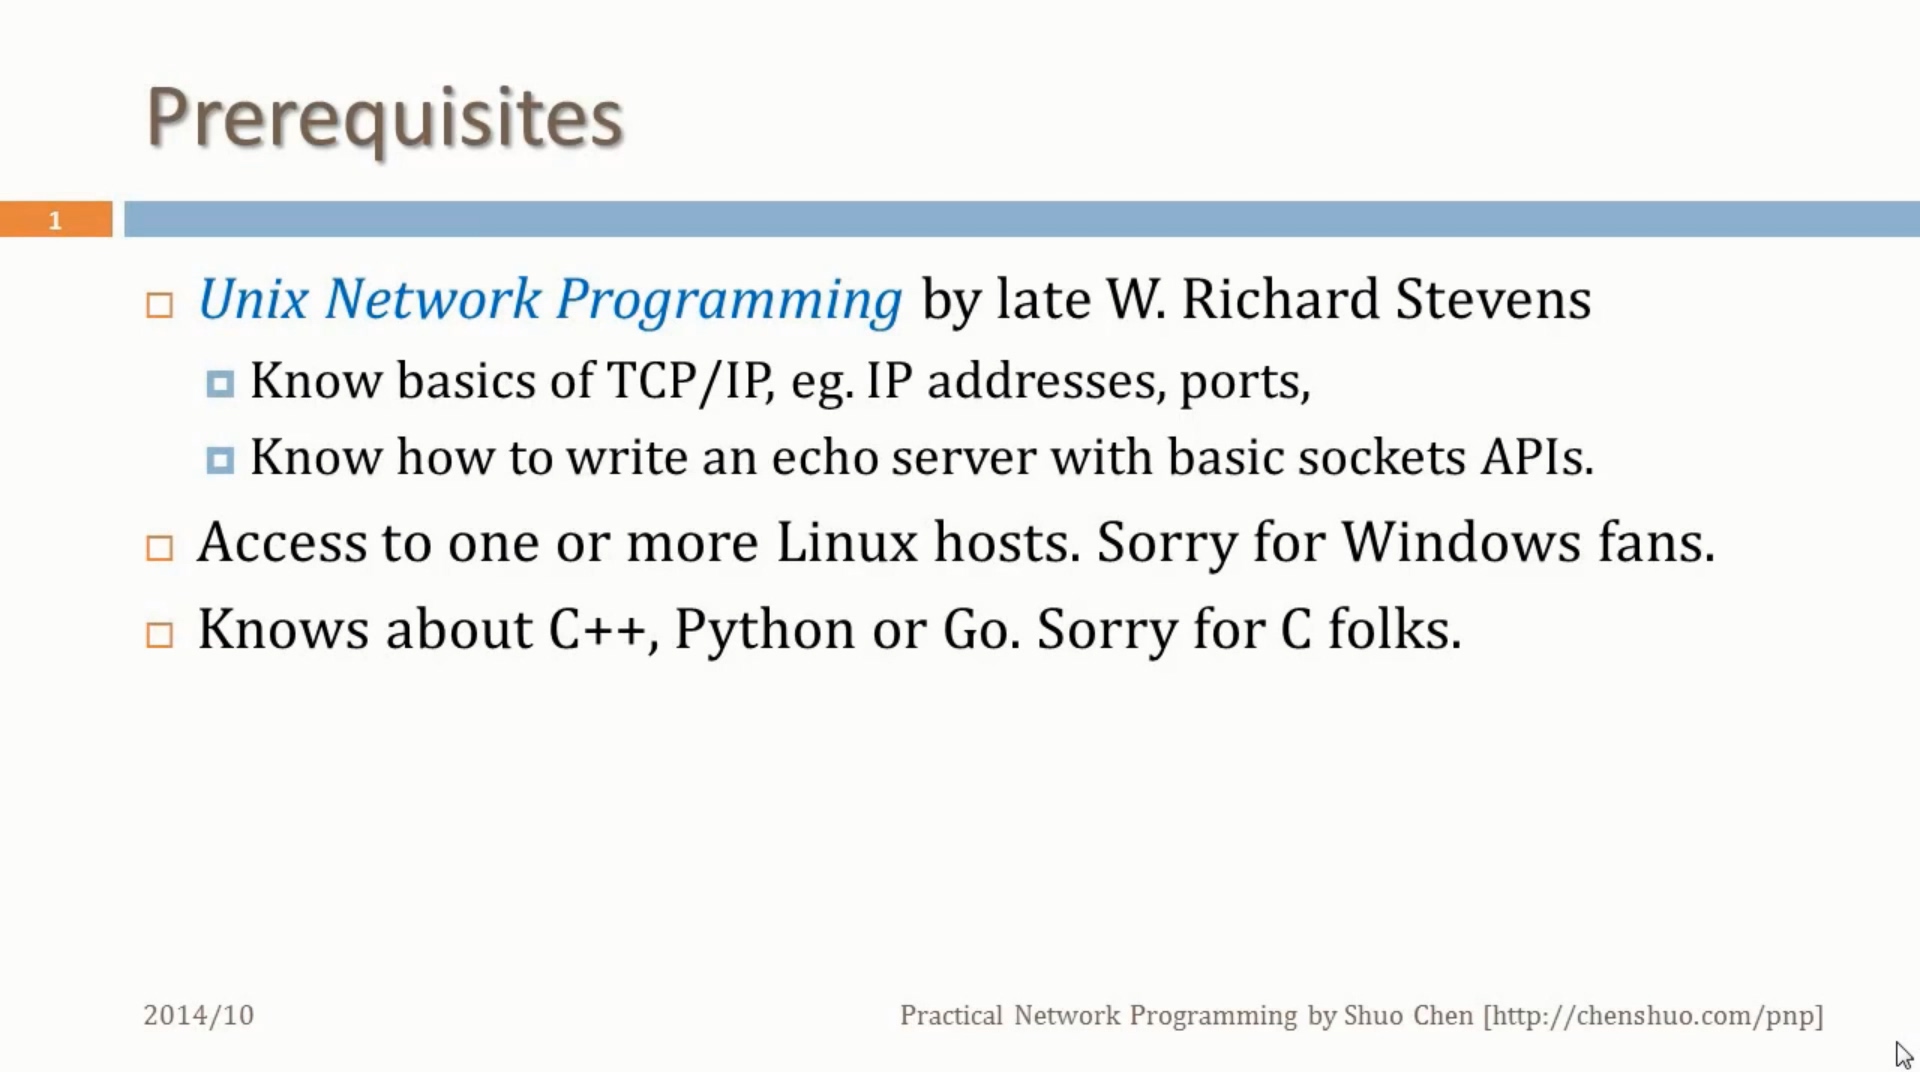 Prerequisites
1
Unix Network Programming by late W. Richard Stevens
Know basics of TCP/IP, eg. IP addresses, ports,
Know how to write an echo server with basic sockets APIs.
Access to one or more Linux hosts. Sorry for Windows fans.
Knows about C++, Python or Go. Sorry for C folks.
2014/10
Practical Network Programming by Shuo Chen [http://chenshuo.com/pnp]